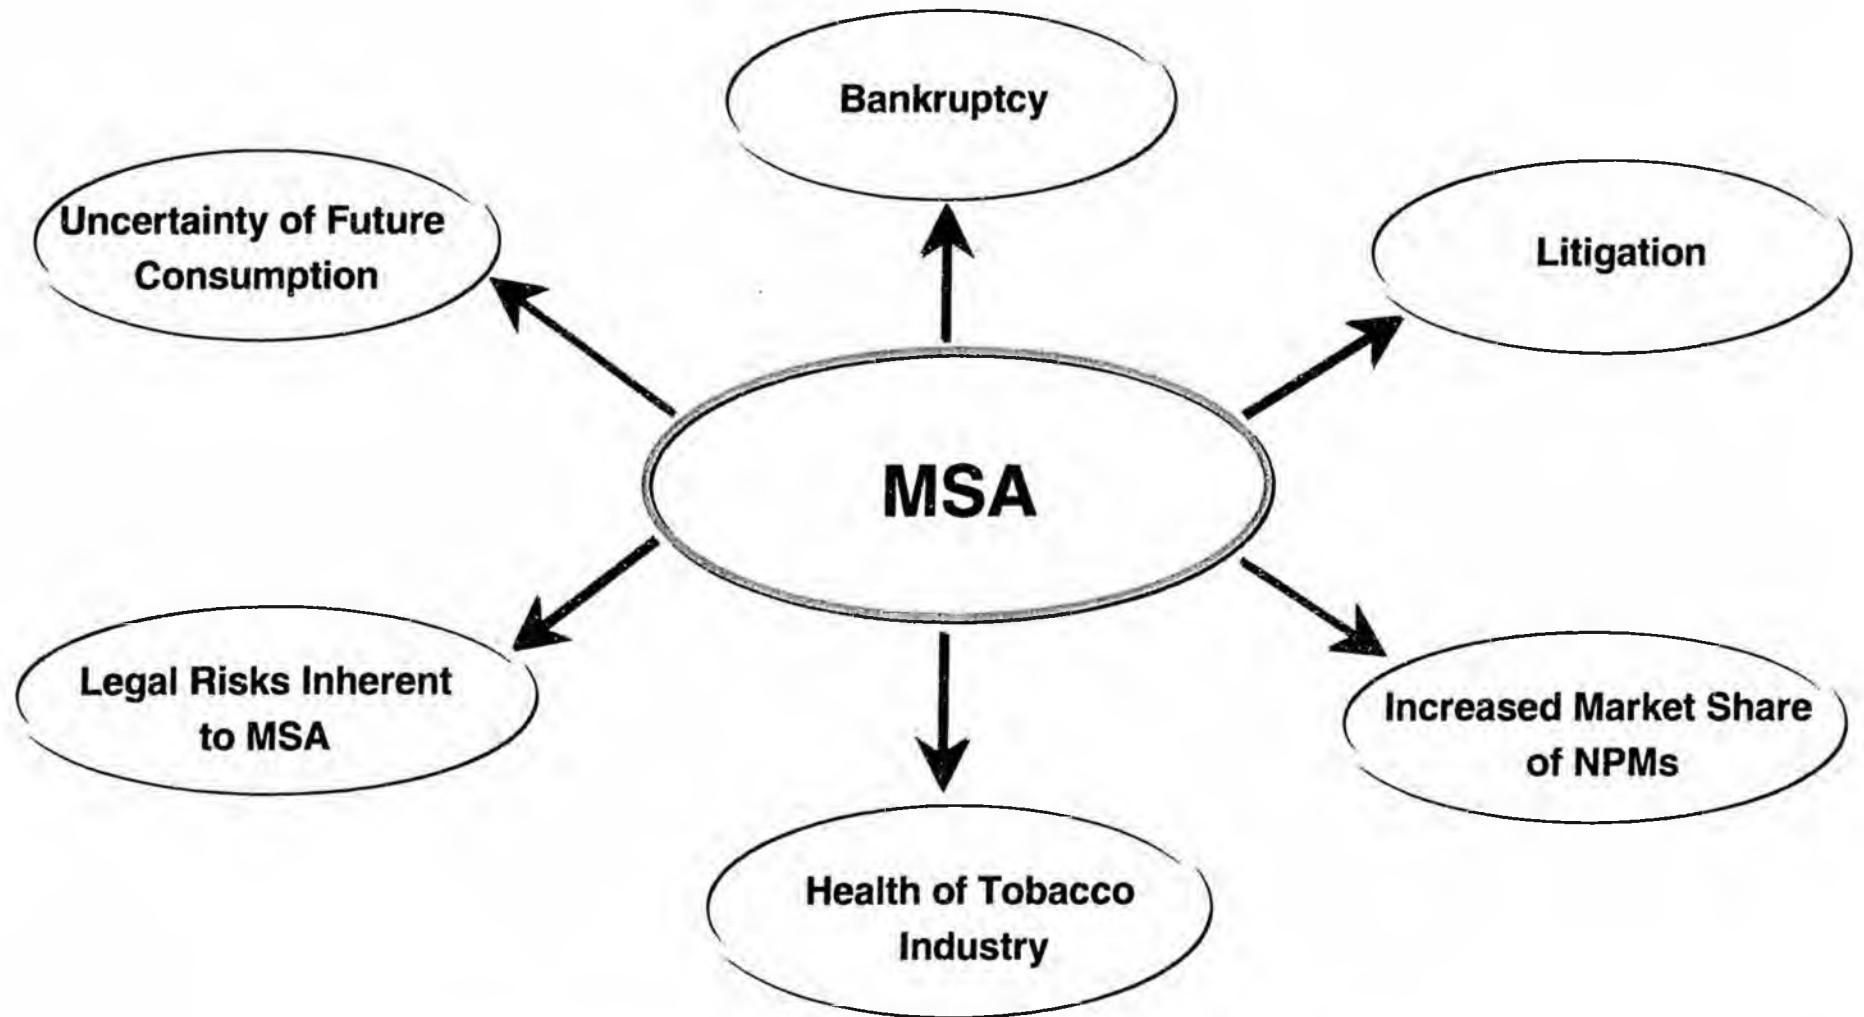 Bankruptcy
Uncertainty of Future
Consumption
Litigation
MSA
Legal Risks Inherent
to MSA
Increased Market Share
of NPMs
Health of Tobacco
Industry